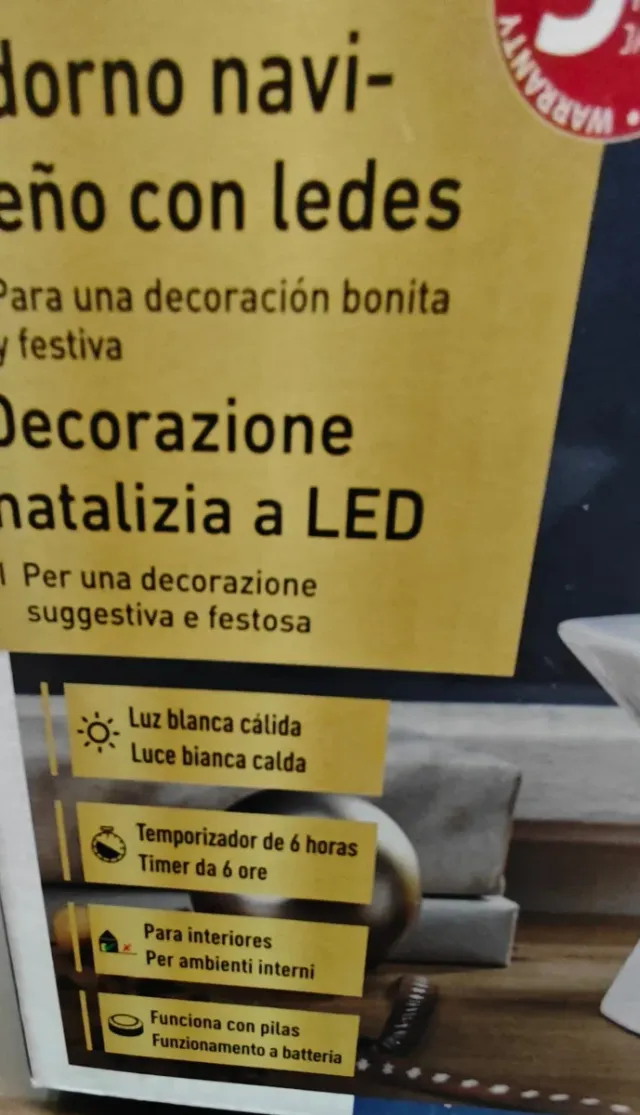 dorno navi-
eño con ledes
Para una decoración bonita
y festiva
Decorazione
natalizia a LED
Per una decorazione
suggestiva e festosa
Luz blanca cálida
Luce bianca calda
Temporizador de 6 horas
Timer da 6 ore
Para interiores
Per ambienti interni
Funciona con pilas
Funzionamento a batteria
WARRANTY